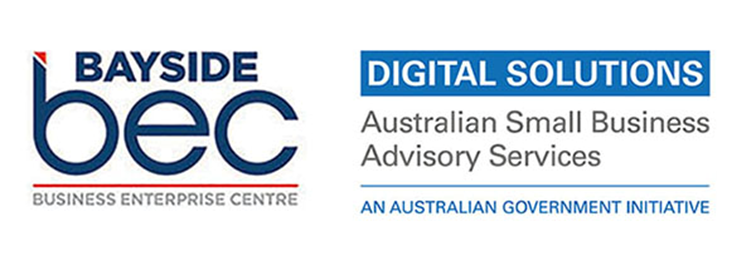 BAYSIDE
bec
BUSINESS ENTERPRISE CENTRE
DIGITAL SOLUTIONS
Australian Small Business
Advisory Services
AN AUSTRALIAN GOVERNMENT INITIATIVE